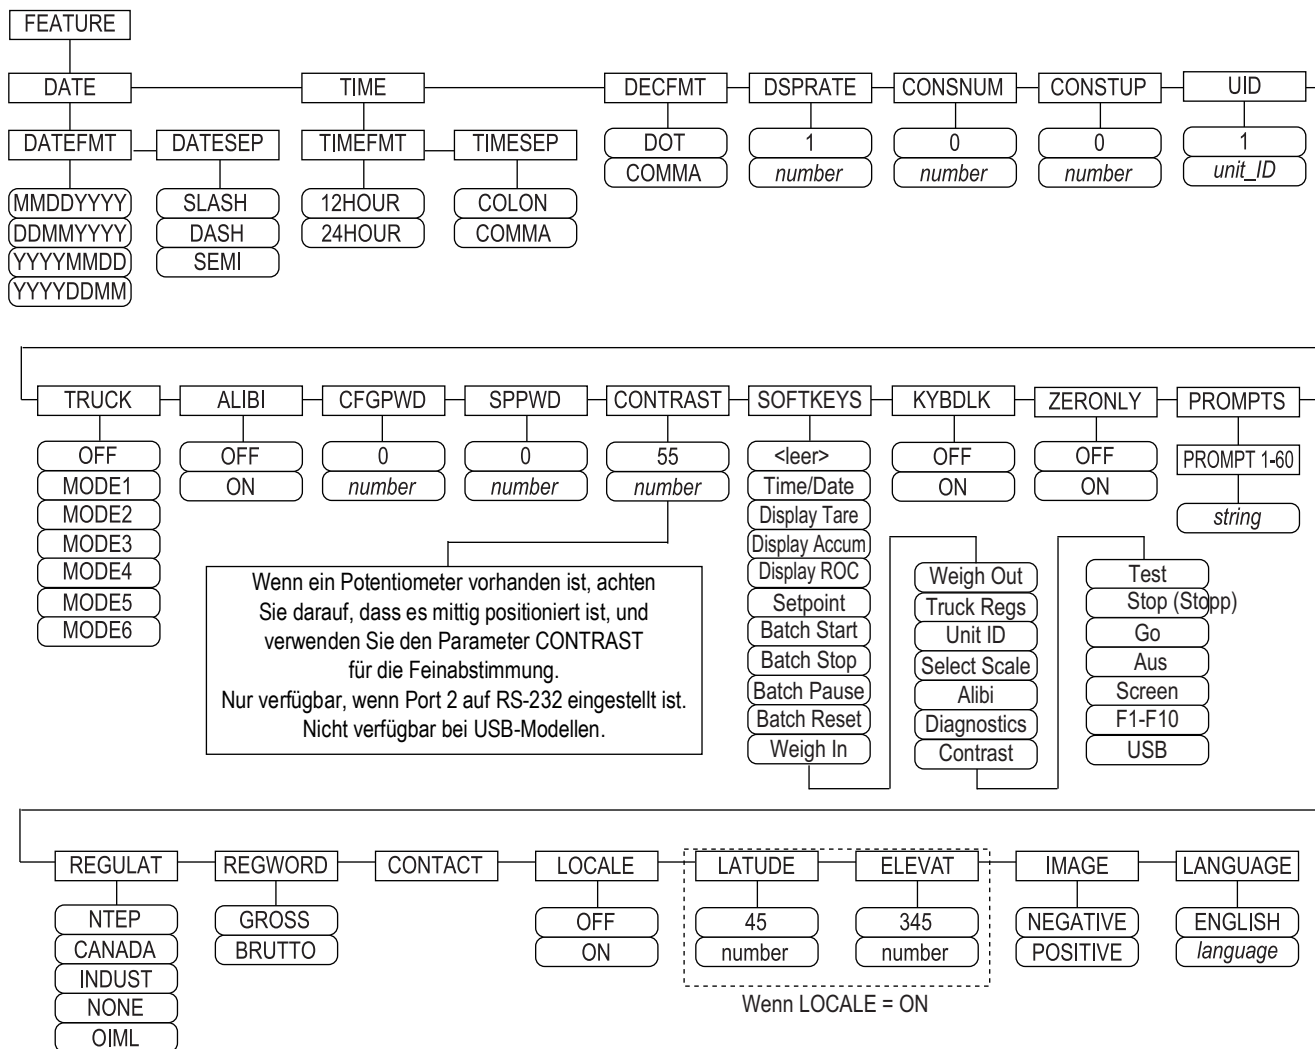 FEATURE
DATE TIME DECFMT DSPRATE CONSNUM CONSTUP UID
DATEFMT DATESEP TIMEFMT TIMESEP DOT 1 0 0 1
COMMA number number number unit_ID
MMDDYYYY SLASH 12HOUR COLON
DDMMYYYY DASH 24HOUR COMMA
YYYYMMDD SEMI
YYYYDDMM
TRUCK ALIBI CFGPWD SPPWD CONTRAST SOFTKEYS KYBDLK ZERONLY PROMPTS
OFF OFF 0 0 55 <leer> OFF OFF PROMPT 1-60
MODE1 ON number number number Time/Date ON ON
MODE2 Display Tare string
MODE3 Display Accum
MODE4 Display ROC
MODE5 Setpoint
MODE6 Batch Start
Batch Stop
Batch Pause
Batch Reset
Weigh In
Weigh Out
Truck Regs
Unit ID
Select Scale
Alibi
Diagnostics
Contrast
Test
Stop (Stopp)
Go
Aus
Screen
F1-F10
USB
Wenn ein Potentiometer vorhanden ist, achten
Sie darauf, dass es mittig positioniert ist, und
verwenden Sie den Parameter CONTRAST
für die Feinabstimmung.
Nur verfügbar, wenn Port 2 auf RS-232 eingestellt ist.
Nicht verfügbar bei USB-Modellen.
REGULAT REGWORD CONTACT LOCALE LATUDE ELEVAT IMAGE LANGUAGE
NTEP GROSS OFF 45 345 NEGATIVE ENGLISH
CANADA BRUTTO ON number number POSITIVE language
INDUST
NONE
OIML
Wenn LOCALE = ON